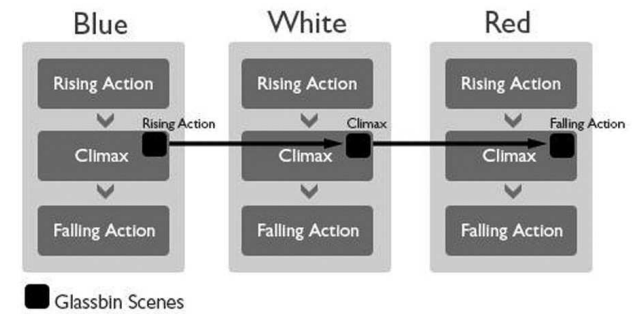 Blue White Red
Rising Action Rising Action Rising Action
Rising Action Climax Falling Action
Climax Climax Climax
Falling Action Falling Action Falling Action
Glassbin Scenes